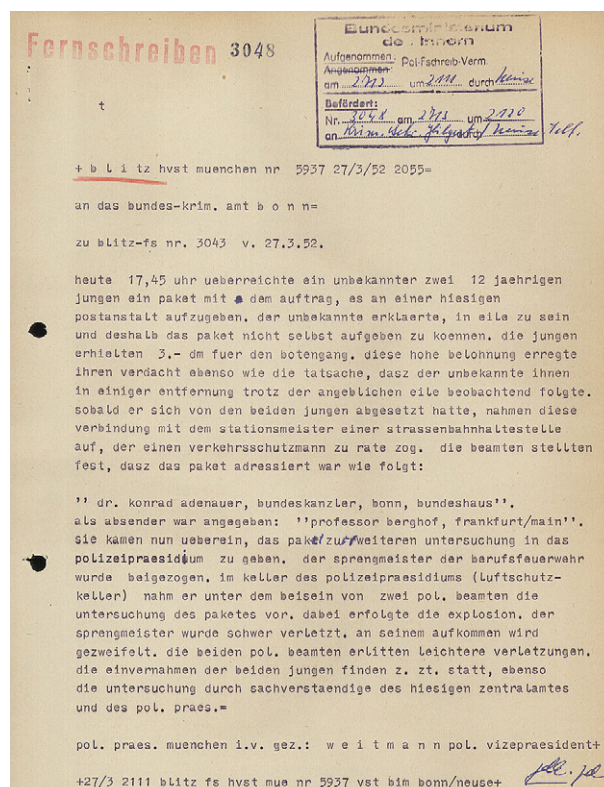 Fernschreiben 3048
Bundesministerium
des Innern
Aufgenommen: Pol-Fschreib-Verm.
Angenommen:
am 27/3 um 2111 durch
Befördert:
Nr. 3048 am 27/3 um 2120
an
t
+ b l i tz hvst muenchen nr 5937 27/3/52 2055=
an das bundes-krim. amt b o n n=
zu blitz-fs nr. 3043 v. 27.3.52.
heute 17,45 uhr ueberreichte ein unbekannter zwei 12 jaehrigen
jungen ein paket mit dem auftrag, es an einer hiesigen
postanstalt aufzugeben. der unbekannte erklaerte, in eile zu sein
und deshalb das paket nicht selbst aufgeben zu koennen. die jungen
erhielten 3.- dm fuer den botengang. diese hohe belohnung erregte
ihren verdacht ebenso wie die tatsache, dasz der unbekannte ihnen
in einiger entfernung trotz der angeblichen eile beobachtend folgte.
sobald er sich von den beiden jungen abgesetzt hatte, nahmen diese
verbindung mit dem stationsmeister einer strassenbahnhaltestelle
auf, der einen verkehrsschutzmann zu rate zog. die beamten stellten
fest, dasz das paket adressiert war wie folgt:
'' dr. konrad adenauer, bundeskanzler, bonn, bundeshaus''.
als absender war angegeben: ''professor berghof, frankfurt/main''.
sie kamen nun ueberein, das paket zur weiteren untersuchung in das
polizeipraesidium zu geben. der sprengmeister der berufsfeuerwehr
wurde beigezogen. im keller des polizeipraesidiums (luftschutz-
keller) nahm er unter dem beisein von zwei pol. beamten die
untersuchung des paketes vor. dabei erfolgte die explosion. der
sprengmeister wurde schwer verletzt. an seinem aufkommen wird
gezweifelt. die beiden pol. beamten erlitten leichtere verletzungen.
die einvernahmen der beiden jungen finden z. zt. statt, ebenso
die untersuchung durch sachverstaendige des hiesigen zentralamtes
und des pol. praes.=
pol. praes. muenchen i.v. gez.: w e i t m a n n pol. vizepraesident+
+27/3 2111 blitz fs hvst mue nr 5937 vst bim bonn/neuse+